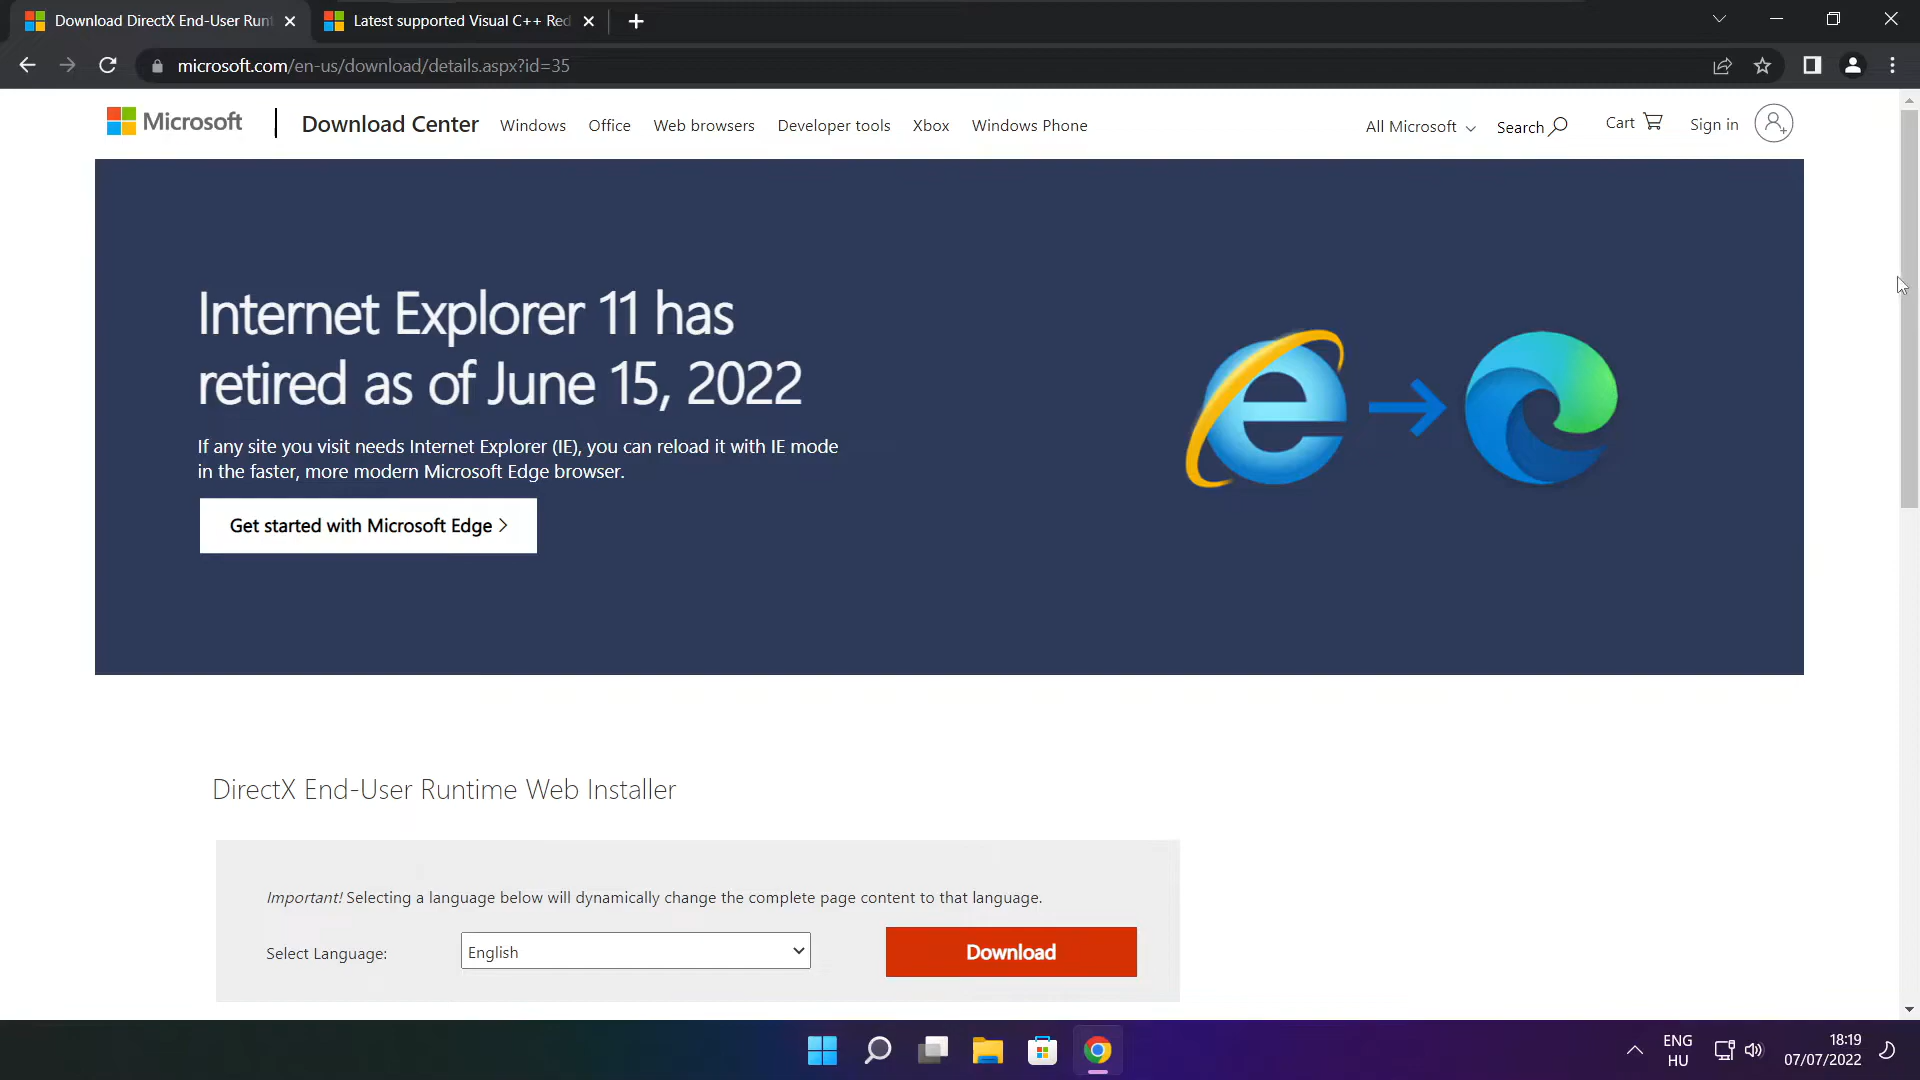 Download DirectX End-User Runt
Latest supported Visual C++ Red
microsoft.com/en-us/download/details.aspx?id=35
Microsoft
Download Center
Windows
Office
Web browsers
Developer tools
Xbox
Windows Phone
All Microsoft
Search
Cart
Sign in
Internet Explorer 11 has
retired as of June 15, 2022
If any site you visit needs Internet Explorer (IE), you can reload it with IE mode
in the faster, more modern Microsoft Edge browser.
Get started with Microsoft Edge >
DirectX End-User Runtime Web Installer
Important! Selecting a language below will dynamically change the complete page content to that language.
Select Language:
English
Download
ENG
HU
18:19
07/07/2022